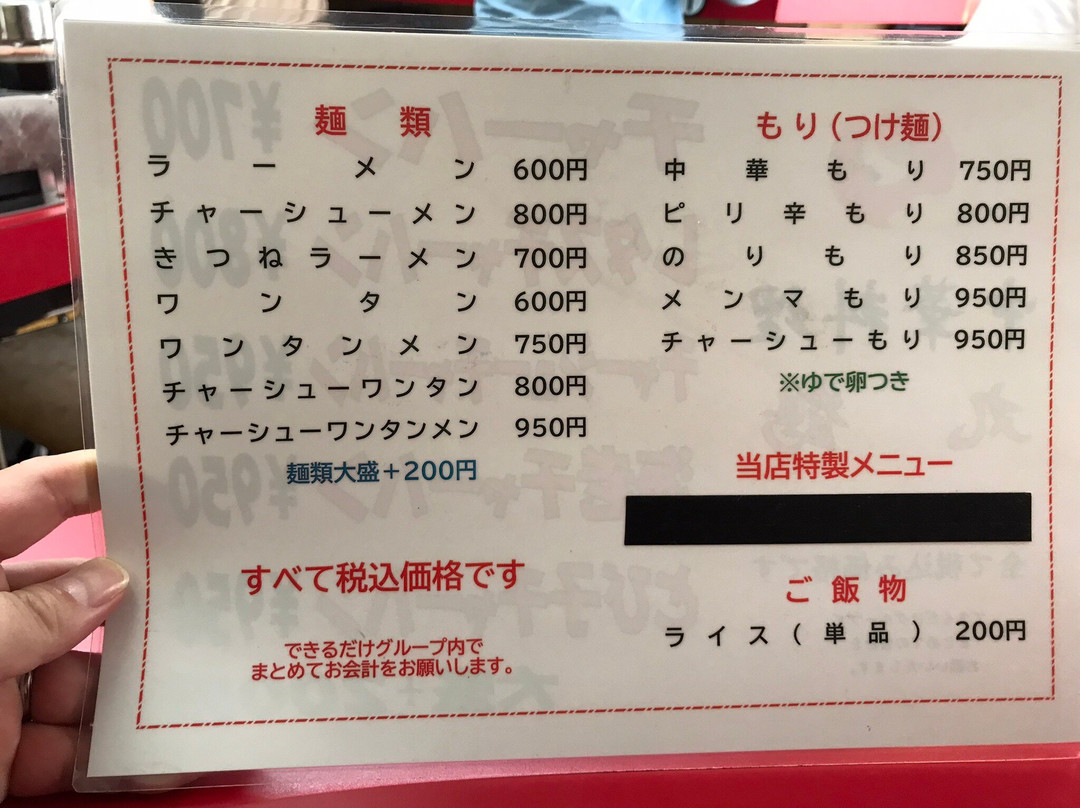 麺類
ラーメン 600円
チャーシューメン 800円
きつねラーメン 700円
ワンタン 600円
ワンタンメン 750円
チャーシューワンタン 800円
チャーシューワンタンメン 950円
麺類大盛+200円
すべて税込価格です
できるだけグループ内で
まとめてお会計をお願いします。
もり(つけ麺)
中華もり 750円
ピリ辛もり 800円
のりもり 850円
メンマもり 950円
チャーシューもり 950円
※ゆで卵つき
当店特製メニュー
ご飯物
ライス(単品) 200円